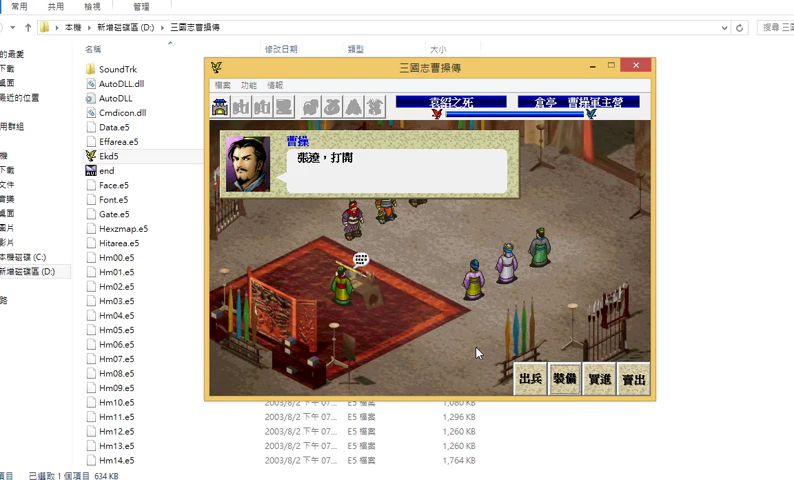 常用 共用 檢視 管理
本機 新增磁碟區 (D:) 三國志曹操傳
搜尋 三國
名稱 修改日期 類型 大小
的最愛
下載
桌面
最近的位置
用群組
機
下載
文件
音樂
桌面
圖片
影片
本機磁碟 (C:)
新增磁碟區 (D:)
路
SoundTrk
AutoDLL.dll
AutoDLL
Cmdicon.dll
Data.e5
Effarea.e5
Ekd5
end
Face.e5
Font.e5
Gate.e5
Hexzmap.e5
Hitarea.e5
Hm00.e5
Hm01.e5
Hm02.e5
Hm03.e5
Hm04.e5
Hm05.e5
Hm06.e5
Hm07.e5
Hm08.e5
Hm09.e5
Hm10.e5 2003/8/2 下午 07... E5 檔案 1,080 KB
Hm11.e5 2003/8/2 下午 07... E5 檔案 1,296 KB
Hm12.e5 2003/8/2 下午 07... E5 檔案 1,260 KB
Hm13.e5 2003/8/2 下午 07... E5 檔案 1,260 KB
Hm14.e5 2003/8/2 下午 07... E5 檔案 1,764 KB
項目 已選取 1 個項目 634 KB
三國志曹操傳
檔案 功能 情報
袁紹之死 倉亭 曹操軍主營
曹操
張遼，打開
出兵 裝備 買進 賣出